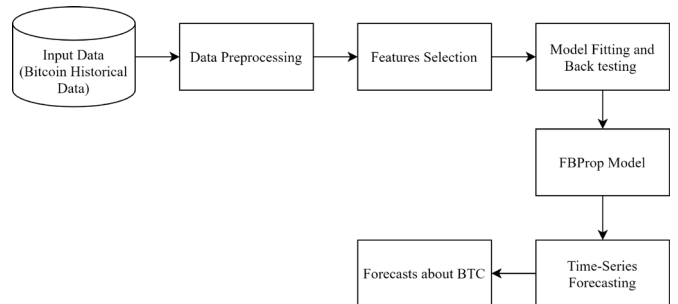 Input Data
(Bitcoin Historical
Data)
Data Preprocessing
Features Selection
Model Fitting and
Back testing
FBProp Model
Time-Series
Forecasting
Forecasts about BTC